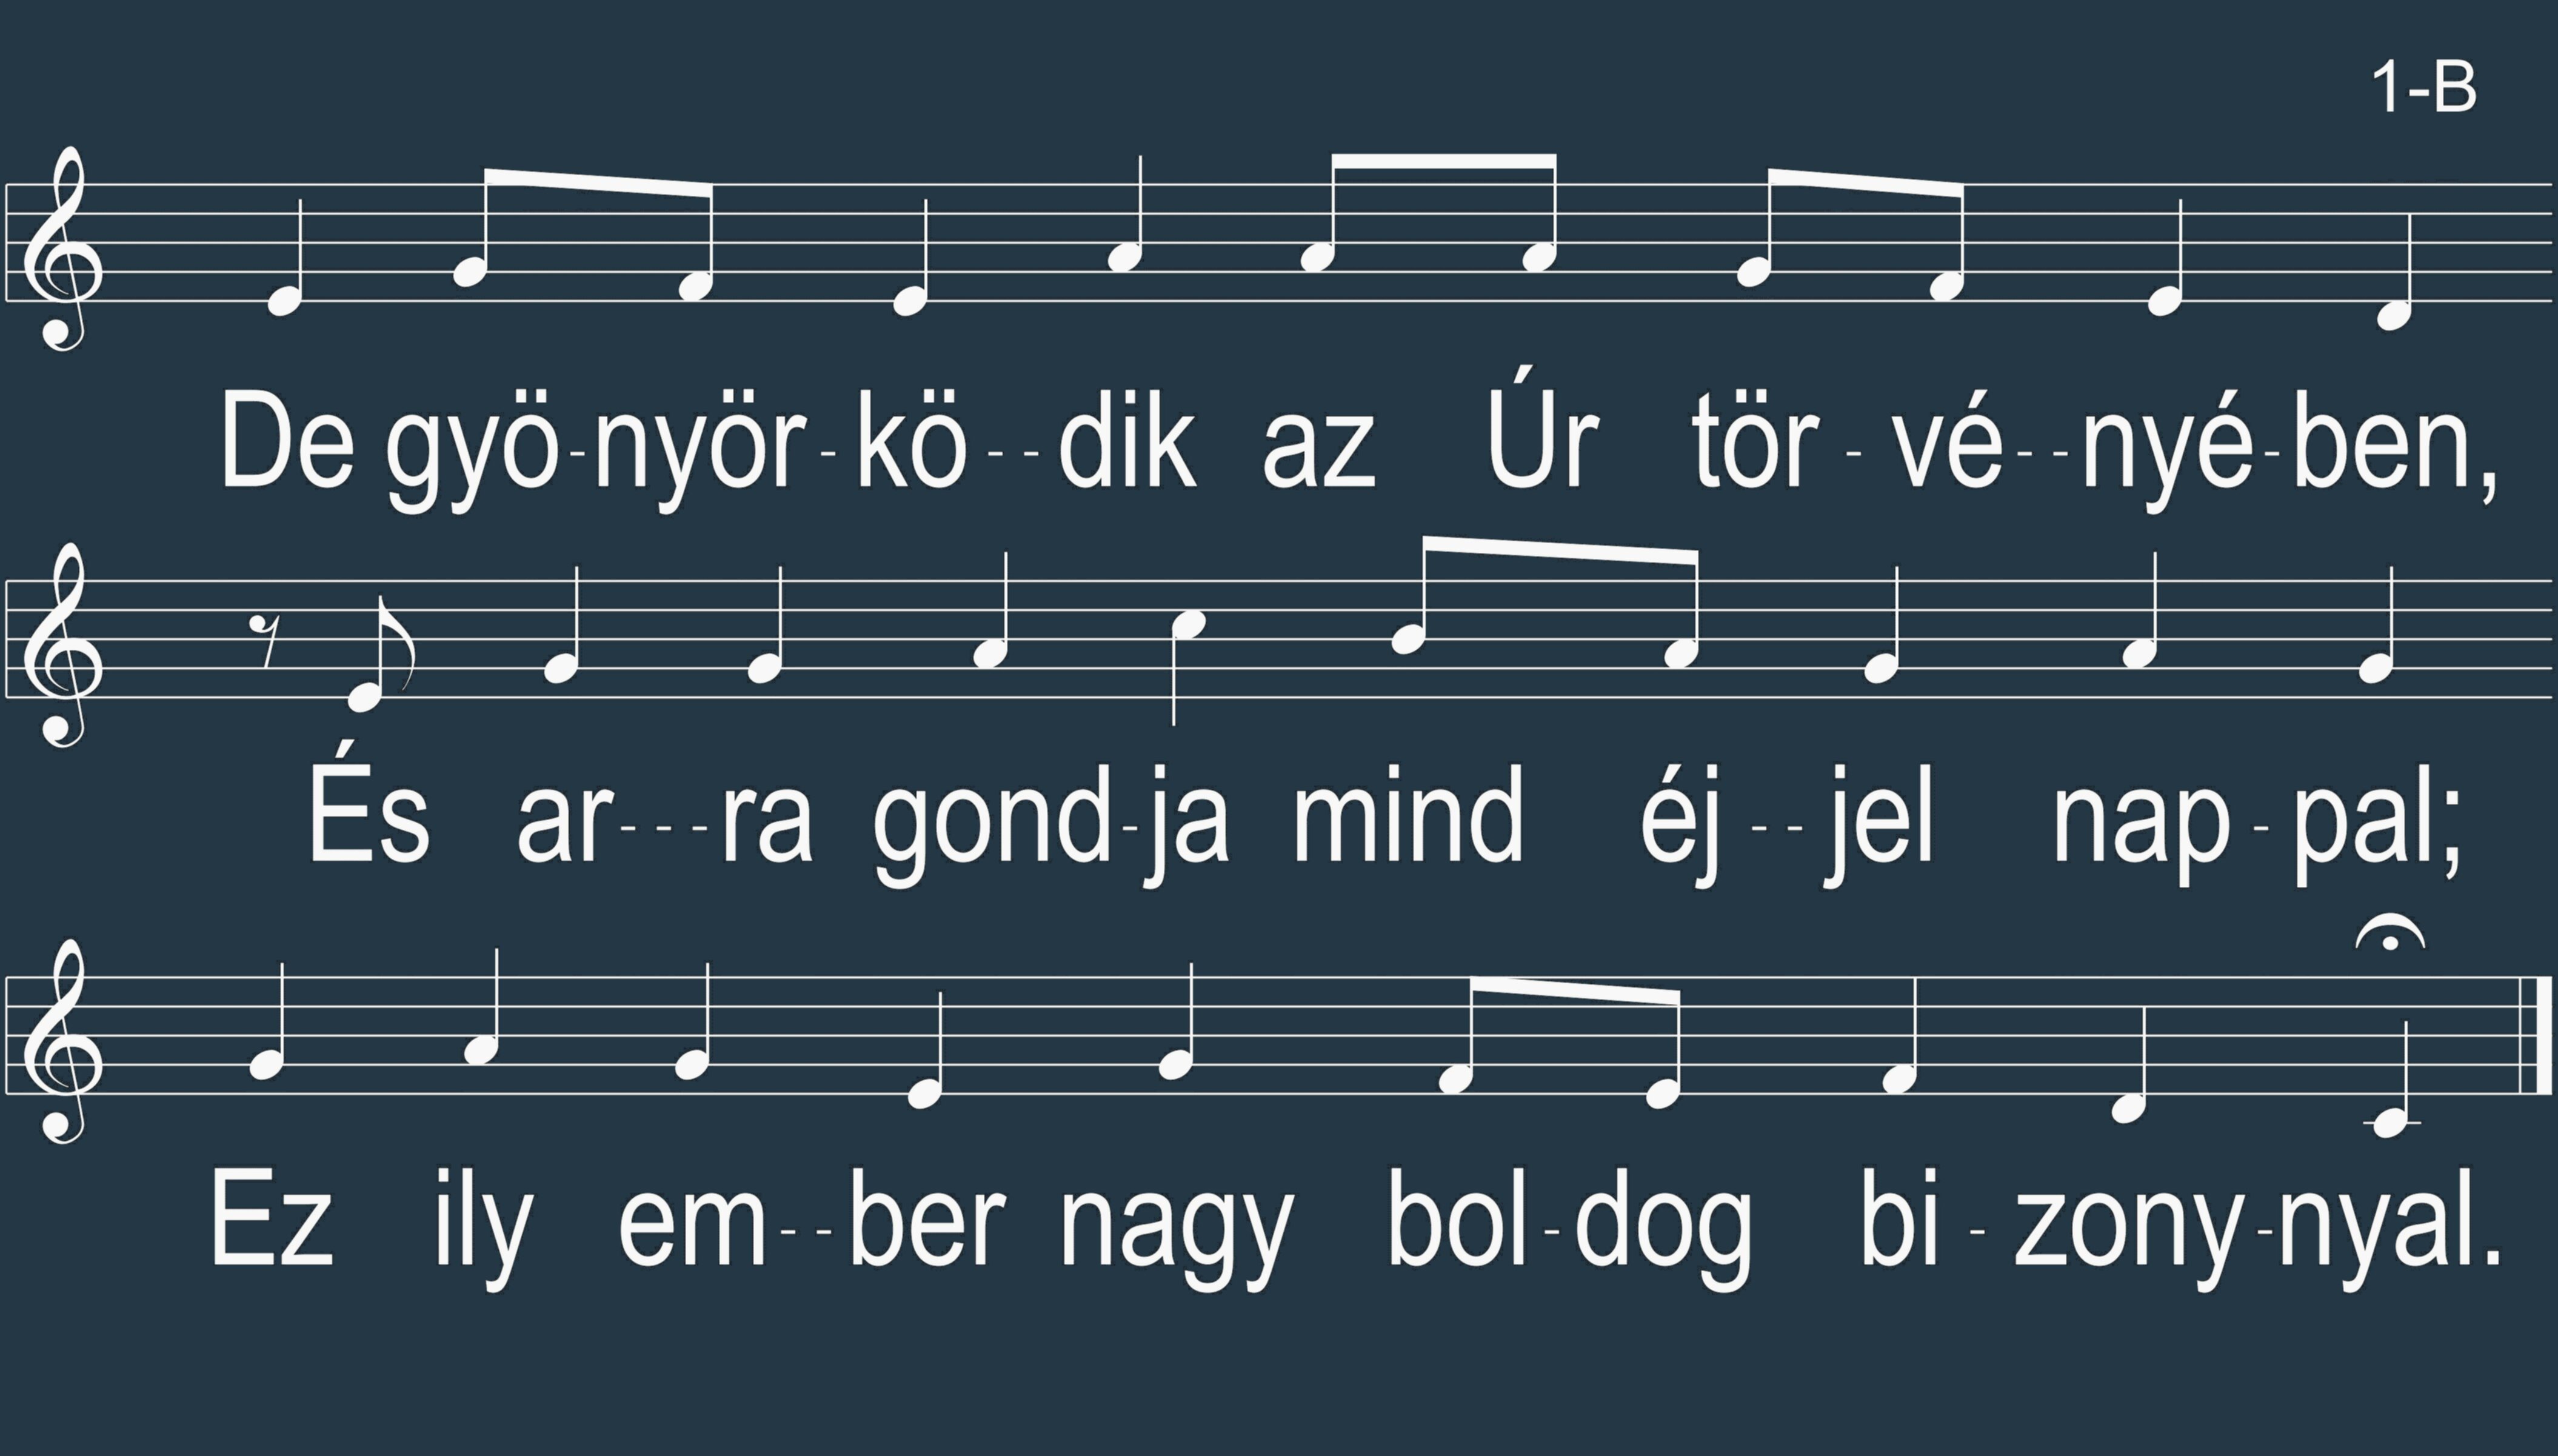 1-B
De gyö-nyör-kö--dik az Úr tör-vé--nyé-ben,
És ar---ra gond-ja mind éj--jel nap-pal;
Ez ily em--ber nagy bol-dog bi-zony-nyal.